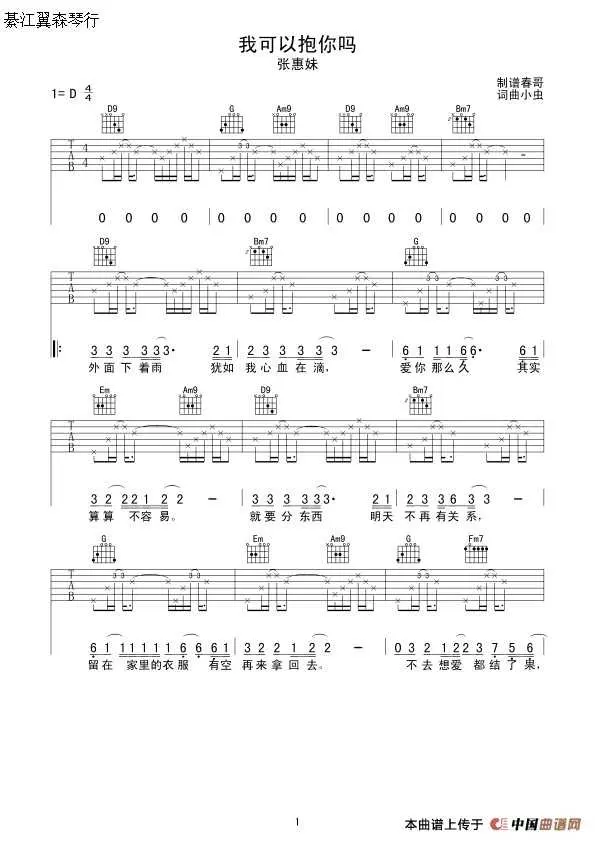 綦江翼森琴行
我可以抱你吗
张惠妹
1= D 4/4
制谱春哥
词曲小虫
D9 G Am9 D9 Am9 Bm7
T A B 4 4
0 0 0 0 0 0 0 0 0 0 0 0 0 0 0 0
D9 Bm7 G
T A B
3 3 3 3 3 3 3· 2 1 3 3 3 3 2 3 3 - 6 1 1 1 6 6· 6 1
外面下着雨 犹如我心血在滴, 爱你那么久 其实
Em Am9 D9 Bm7
T A B
3 2 2 2 1 2 2 - 3 3 3 3 3 3 3· 2 1 2 3 3 6 3 3 -
算算不容易。 就要分东西 明天不再有关系,
G Em Am9 G Fm7
T A B
6 1 1 1 1 1 1 6 6 6 1 3 2 2 2 1 2 2 - 0 3 2 1 2 2 3 7 5 6
留在家里的衣服 有空再来拿回去。 不去想爱都结了果,
1
本曲谱上传于 中国曲谱网